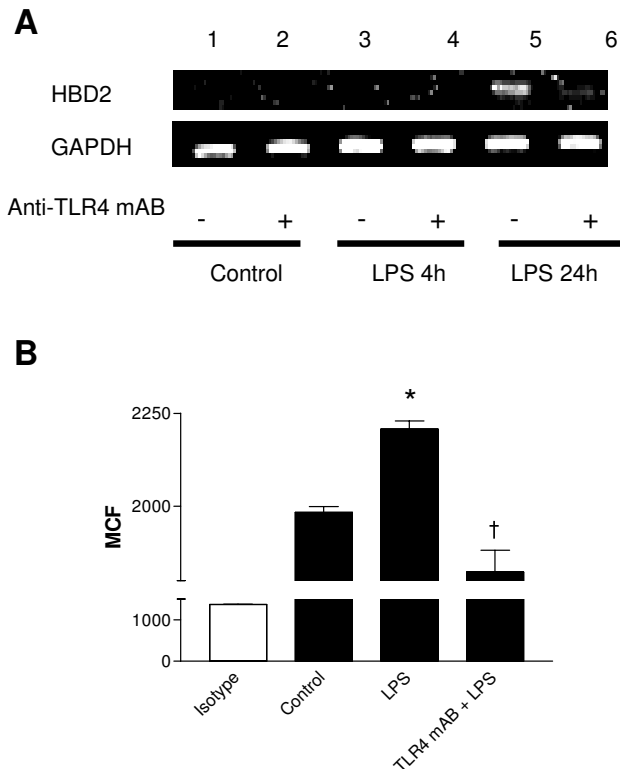 A
1 2 3 4 5 6
HBD2
GAPDH
Anti-TLR4 mAB - + - + - +
Control LPS 4h LPS 24h
B
*
2250
†
2000
MCF
1000
0
Isotype Control LPS TLR4 mAB + LPS